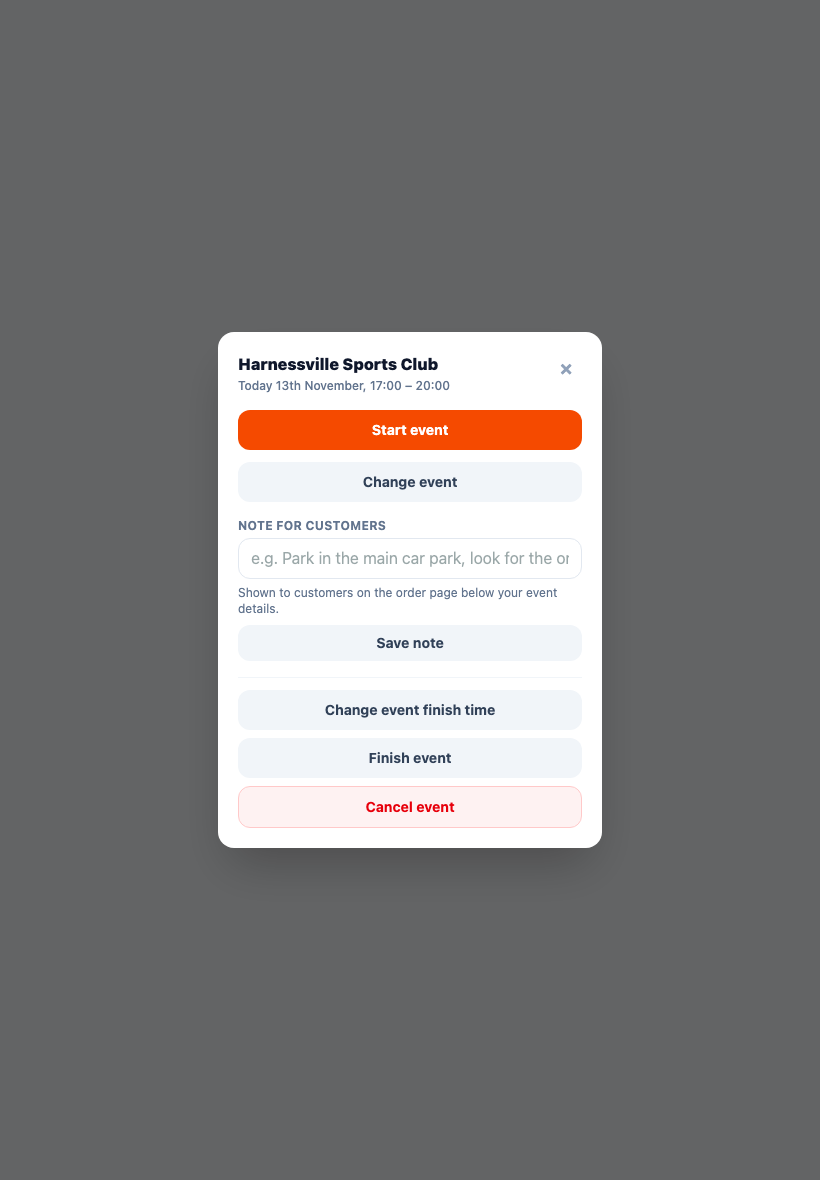 Harnessville Sports Club
×
Today 13th November, 17:00 – 20:00
Start event
Change event
NOTE FOR CUSTOMERS
e.g. Park in the main car park, look for the or
Shown to customers on the order page below your event
details.
Save note
Change event finish time
Finish event
Cancel event